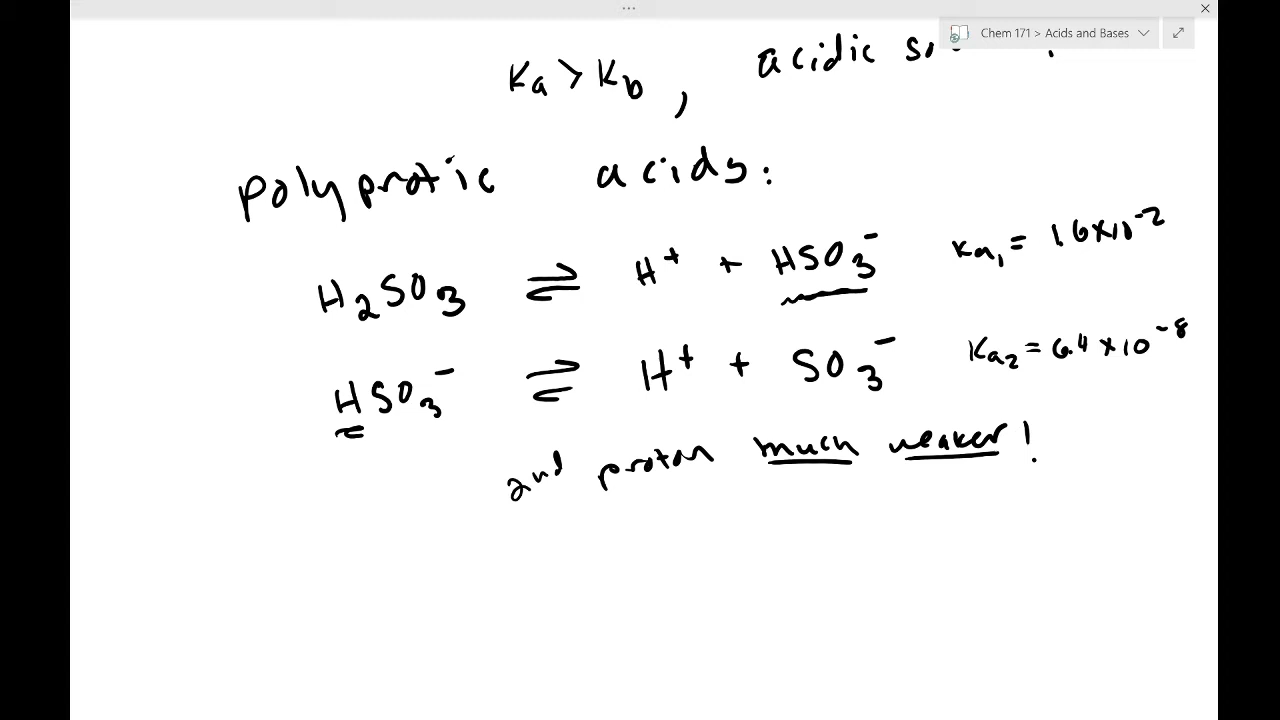 Chem 171 > Acids and Bases
Ka > Kb, acidic
polyprotic acids:
H₂SO₃ ⇌ H⁺ + HSO₃⁻ Ka₁ = 1.6×10⁻²
HSO₃⁻ ⇌ H⁺ + SO₃⁻ Ka₂ = 6.4×10⁻⁸
2nd proton much weaker!